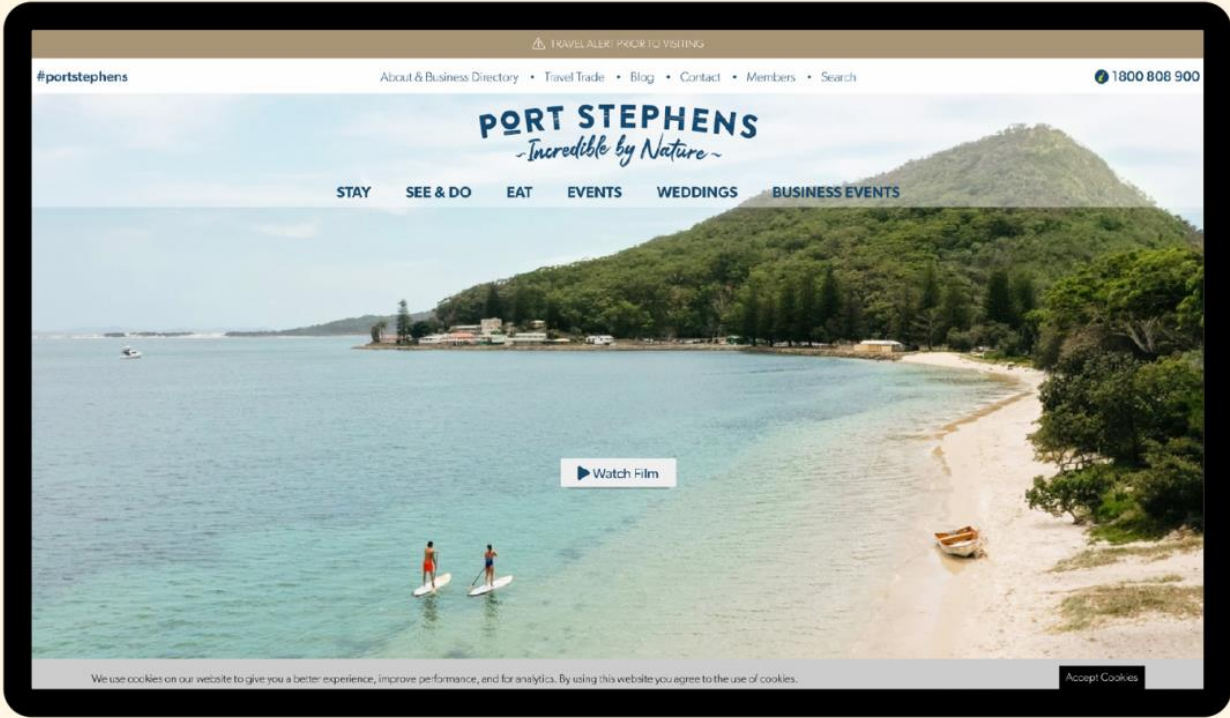 TRAVEL ALERT PRIOR TO VISITING
#portstephens
About & Business Directory • Travel Trade • Blog • Contact • Members • Search
1800 808 900
PORT STEPHENS
~Incredible by Nature~
STAY SEE & DO EAT EVENTS WEDDINGS BUSINESS EVENTS
Watch Film
We use cookies on our website to give you a better experience, improve performance, and for analytics. By using this website you agree to the use of cookies.
Accept Cookies